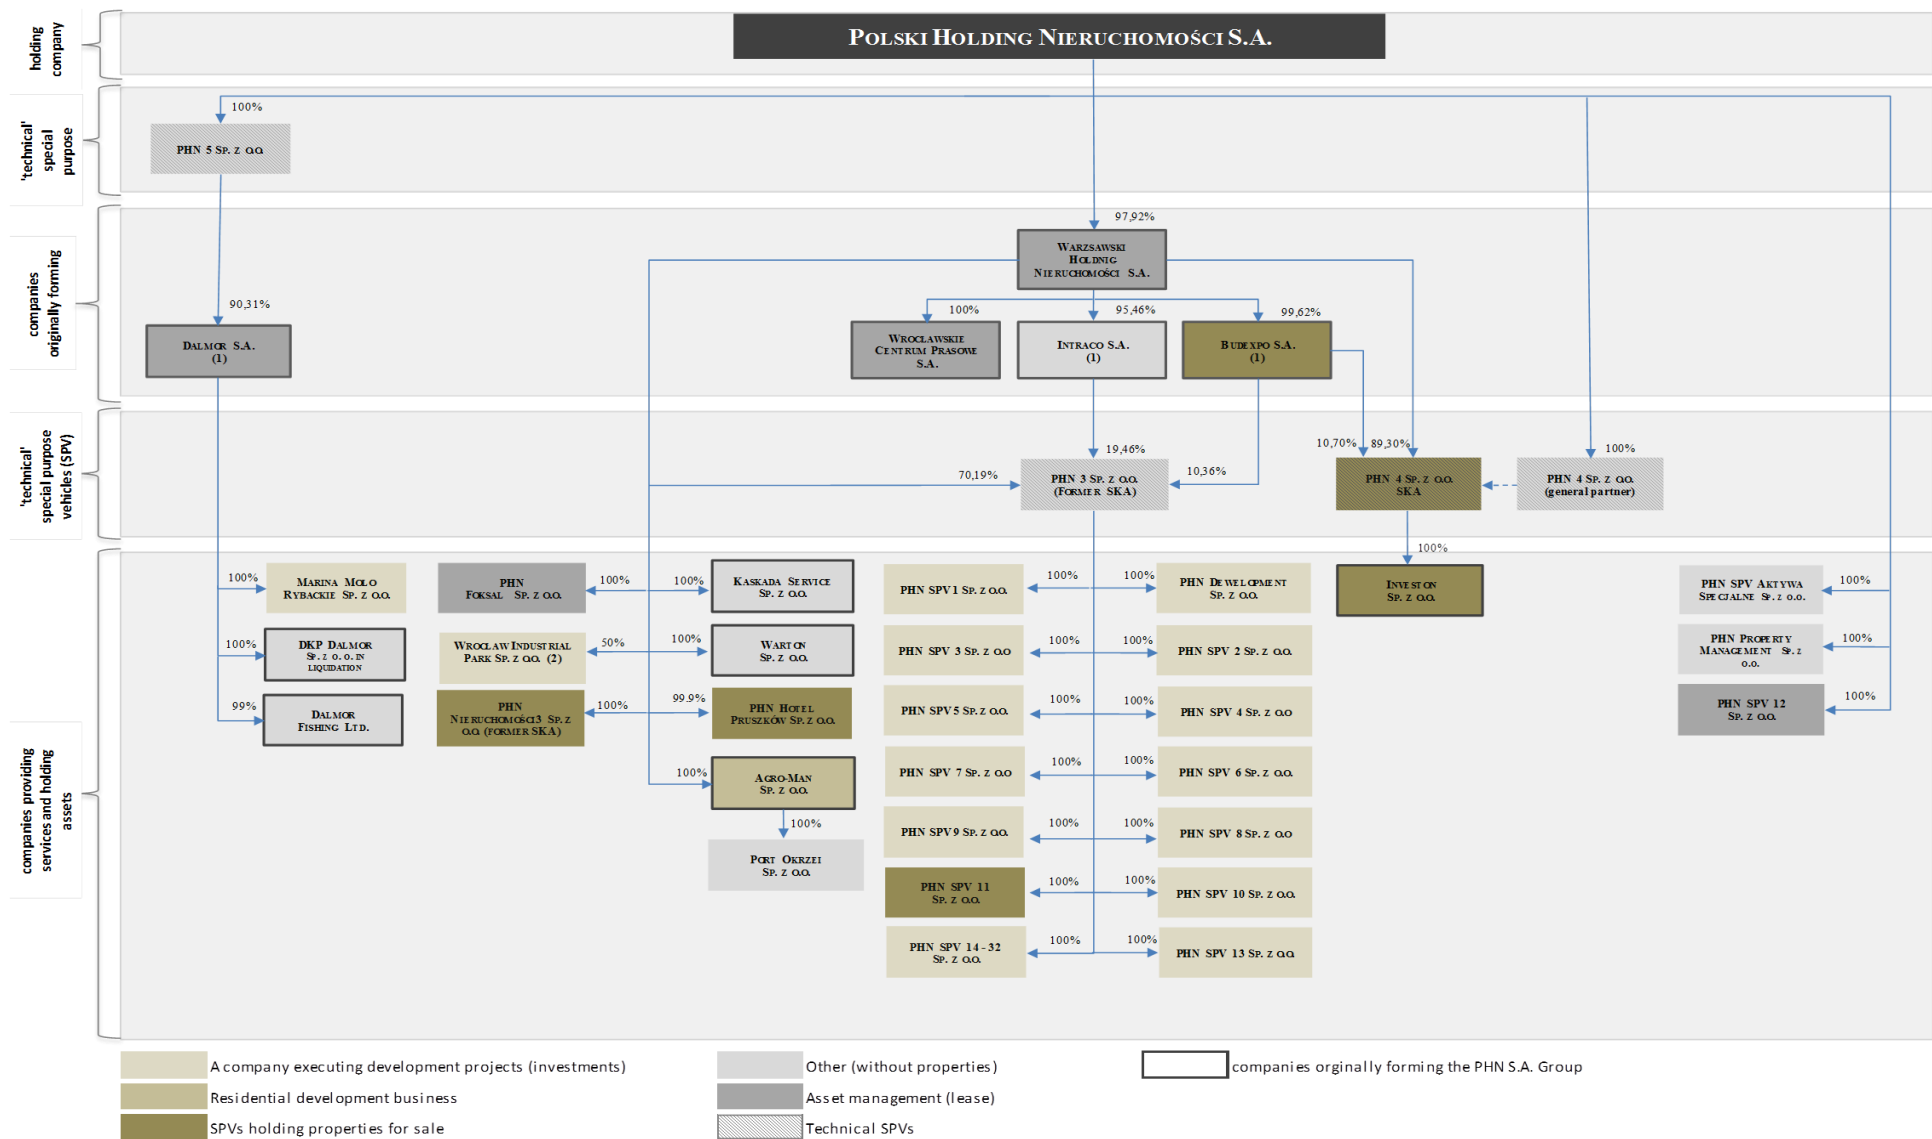 POLSKI HOLDING NIERUCHOMOŚCI S.A.
holding
company
100%
'technical'
special
purpose
PHN 5 SP. Z O.O.
97,92%
companies
originally forming
WARZSAWSKI
HOLDNIG
NIERUCHOMOŚCI S.A.
90,31%
100%
95,46%
99,62%
DALMOR S.A.
(1)
WROCŁAWSKIE
CENTRUM PRASOWE
S.A.
INTRACO S.A.
(1)
BUDEXPO S.A.
(1)
'technical'
special purpose
vehicles (SPV)
19,46%
10,70%
89,30%
100%
70,19%
10,36%
PHN 3 SP. Z O.O.
(FORMER SKA)
PHN 4 SP. Z O.O.
SKA
PHN 4 SP. Z O.O.
(general partner)
100%
companies providing
services and holding
assets
100%
MARINA MOLO
RYBACKIE SP. Z O.O.
100%
DKP DALMOR
SP. Z O. O. IN
LIQUIDATION
99%
DALMOR
FISHING LTD.
PHN
FOKSAL SP. Z O.O.
100%
100%
KASKADA SERVICE
SP. Z O.O.
WROCLAW INDUSTRIAL
PARK SP. Z O.O. (2)
50%
100%
WARTON
SP. Z O.O.
PHN
NIERUCHOMOŚCI3 SP. Z
O.O. (FORMER SKA)
100%
99.9%
PHN HOTEL
PRUSZKÓW SP. Z O.O.
100%
AGRO-MAN
SP. Z O.O.
100%
PORT OKRZEI
SP. Z O.O.
PHN SPV 1 SP. Z O.O.
100%
100%
PHN DEWELOPMENT
SP. Z O.O.
PHN SPV 3 SP. Z O.O
100%
100%
PHN SPV 2 SP. Z O.O.
PHN SPV 5 SP. Z O.O.
100%
100%
PHN SPV 4 SP. Z O.O
PHN SPV 7 SP. Z O.O
100%
100%
PHN SPV 6 SP. Z O.O.
PHN SPV 9 SP. Z O.O.
100%
100%
PHN SPV 8 SP. Z O.O
PHN SPV 11
SP. Z O.O.
100%
100%
PHN SPV 10 SP. Z O.O.
PHN SPV 14 - 32
SP. Z O.O.
100%
100%
PHN SPV 13 SP. Z O.O.
INVESTON
SP. Z O.O.
PHN SPV AKTYWA
SPECJALNE SP. Z O.O.
100%
PHN PROPERTY
MANAGEMENT SP. Z
O.O.
100%
PHN SPV 12
SP. Z O.O.
100%
A company executing development projects (investments)
Residential development business
SPVs holding properties for sale
Other (without properties)
Asset management (lease)
Technical SPVs
companies orginally forming the PHN S.A. Group